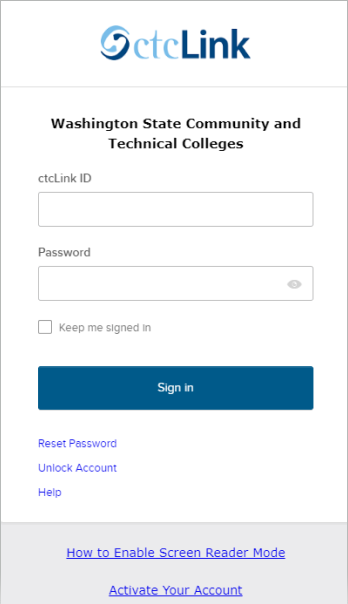 ctcLink
Washington State Community and
Technical Colleges
ctcLink ID
Password
Keep me signed in
Sign in
Reset Password
Unlock Account
Help
How to Enable Screen Reader Mode
Activate Your Account